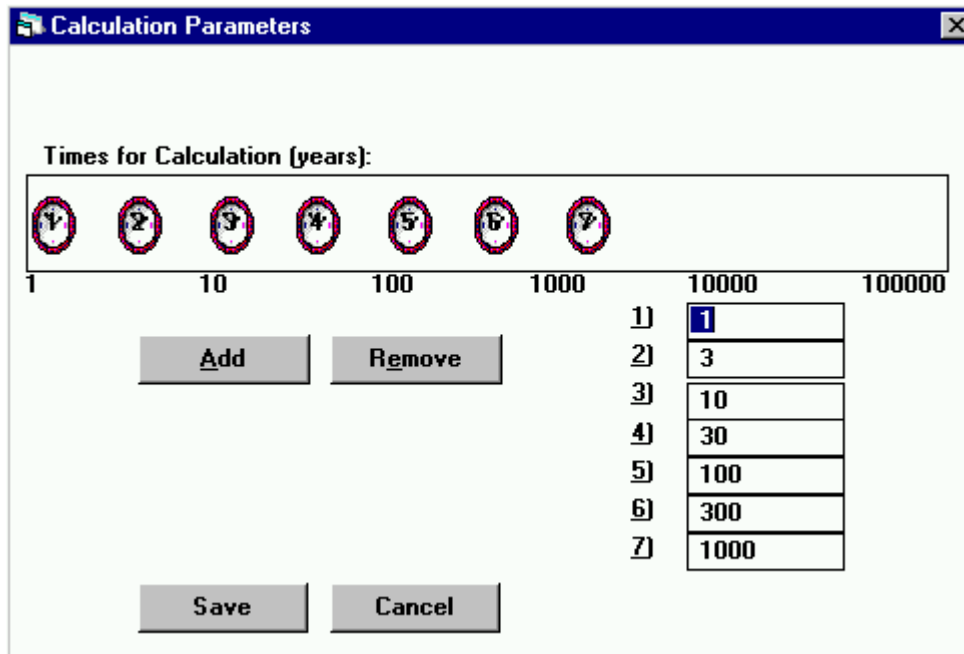 Calculation Parameters
Times for Calculation (years):
1 2 3 4 5 6 7
1 10 100 1000 10000 100000
Add Remove
1) 1
2) 3
3) 10
4) 30
5) 100
6) 300
7) 1000
Save Cancel